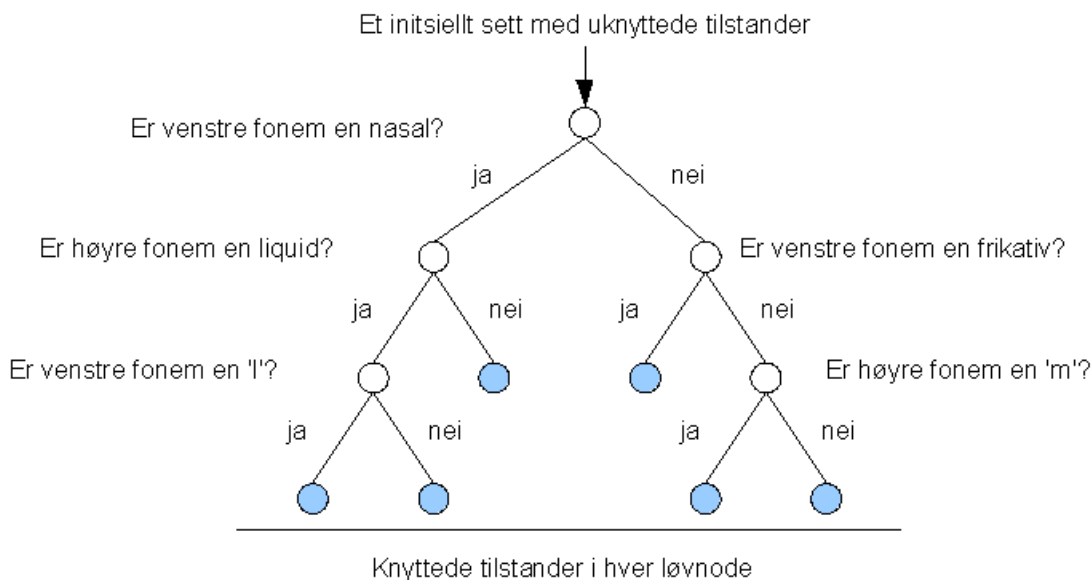 Et initsiellt sett med uknyttede tilstander
Er venstre fonem en nasal?
ja
nei
Er høyre fonem en liquid?
Er venstre fonem en frikativ?
ja
nei
ja
nei
Er venstre fonem en 'l'?
Er høyre fonem en 'm'?
ja
nei
ja
nei
Knyttede tilstander i hver løvnode